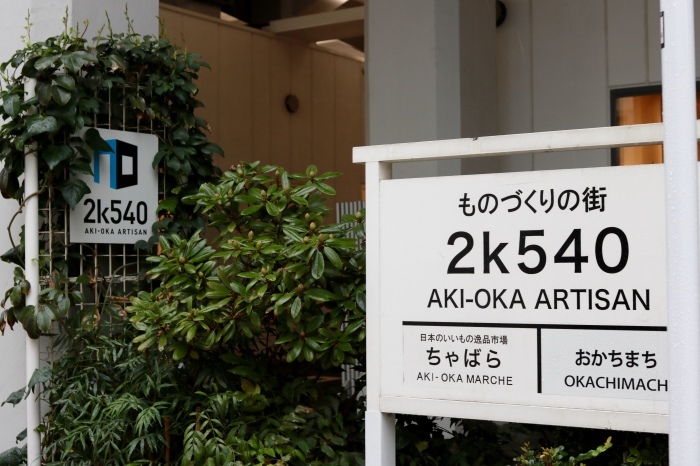 2k540
AKI-OKA ARTISAN
ものづくりの街
2k540
AKI-OKA ARTISAN
日本のいいもの逸品市場
ちゃばら
AKI-OKA MARCHE
おかちまち
OKACHIMACH